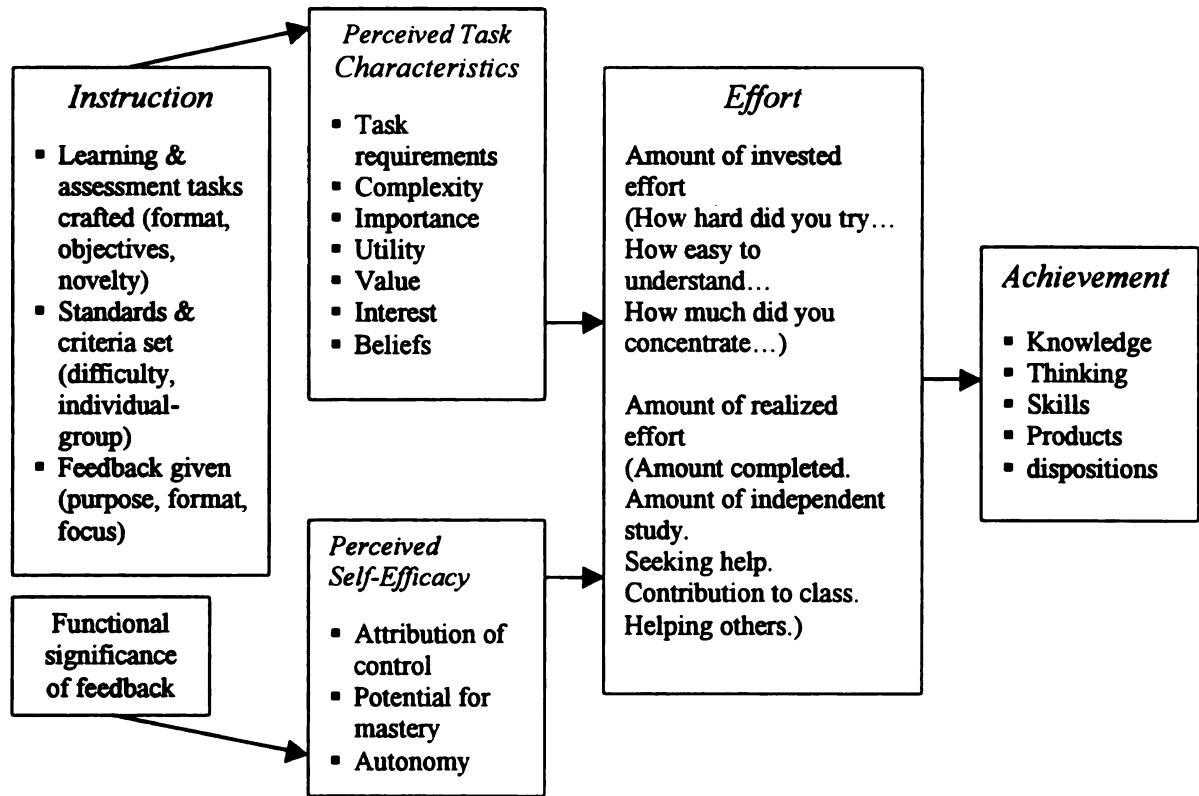 Instruction
▪ Learning &
assessment tasks
crafted (format,
objectives,
novelty)
▪ Standards &
criteria set
(difficulty,
individual-
group)
▪ Feedback given
(purpose, format,
focus)
Functional
significance
of feedback
Perceived Task
Characteristics
▪ Task
requirements
▪ Complexity
▪ Importance
▪ Utility
▪ Value
▪ Interest
▪ Beliefs
Perceived
Self-Efficacy
▪ Attribution of
control
▪ Potential for
mastery
▪ Autonomy
Effort
Amount of invested
effort
(How hard did you try…
How easy to
understand…
How much did you
concentrate…)
Amount of realized
effort
(Amount completed.
Amount of independent
study.
Seeking help.
Contribution to class.
Helping others.)
Achievement
▪ Knowledge
▪ Thinking
▪ Skills
▪ Products
▪ dispositions